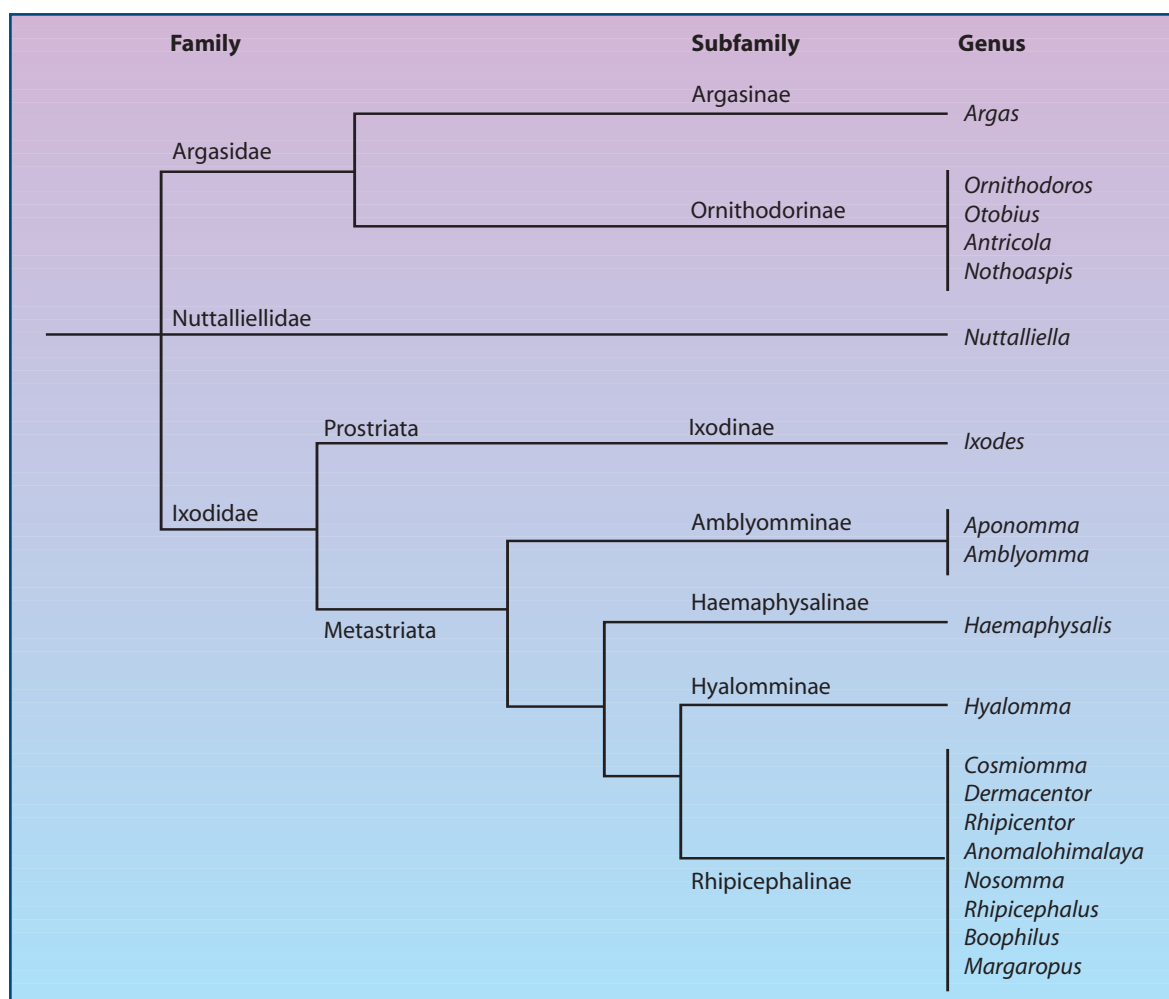 Family Subfamily Genus
Argasinae
Argas
Argasidae
Ornithodoros
Ornithodorinae
Otobius
Antricola
Nothoaspis
Nuttalliellidae
Nuttalliella
Prostriata Ixodinae
Ixodes
Ixodidae
Amblyomminae
Aponomma
Amblyomma
Metastriata
Haemaphysalinae
Haemaphysalis
Hyalomminae
Hyalomma
Cosmiomma
Dermacentor
Rhipicentor
Anomalohimalaya
Rhipicephalinae
Nosomma
Rhipicephalus
Boophilus
Margaropus